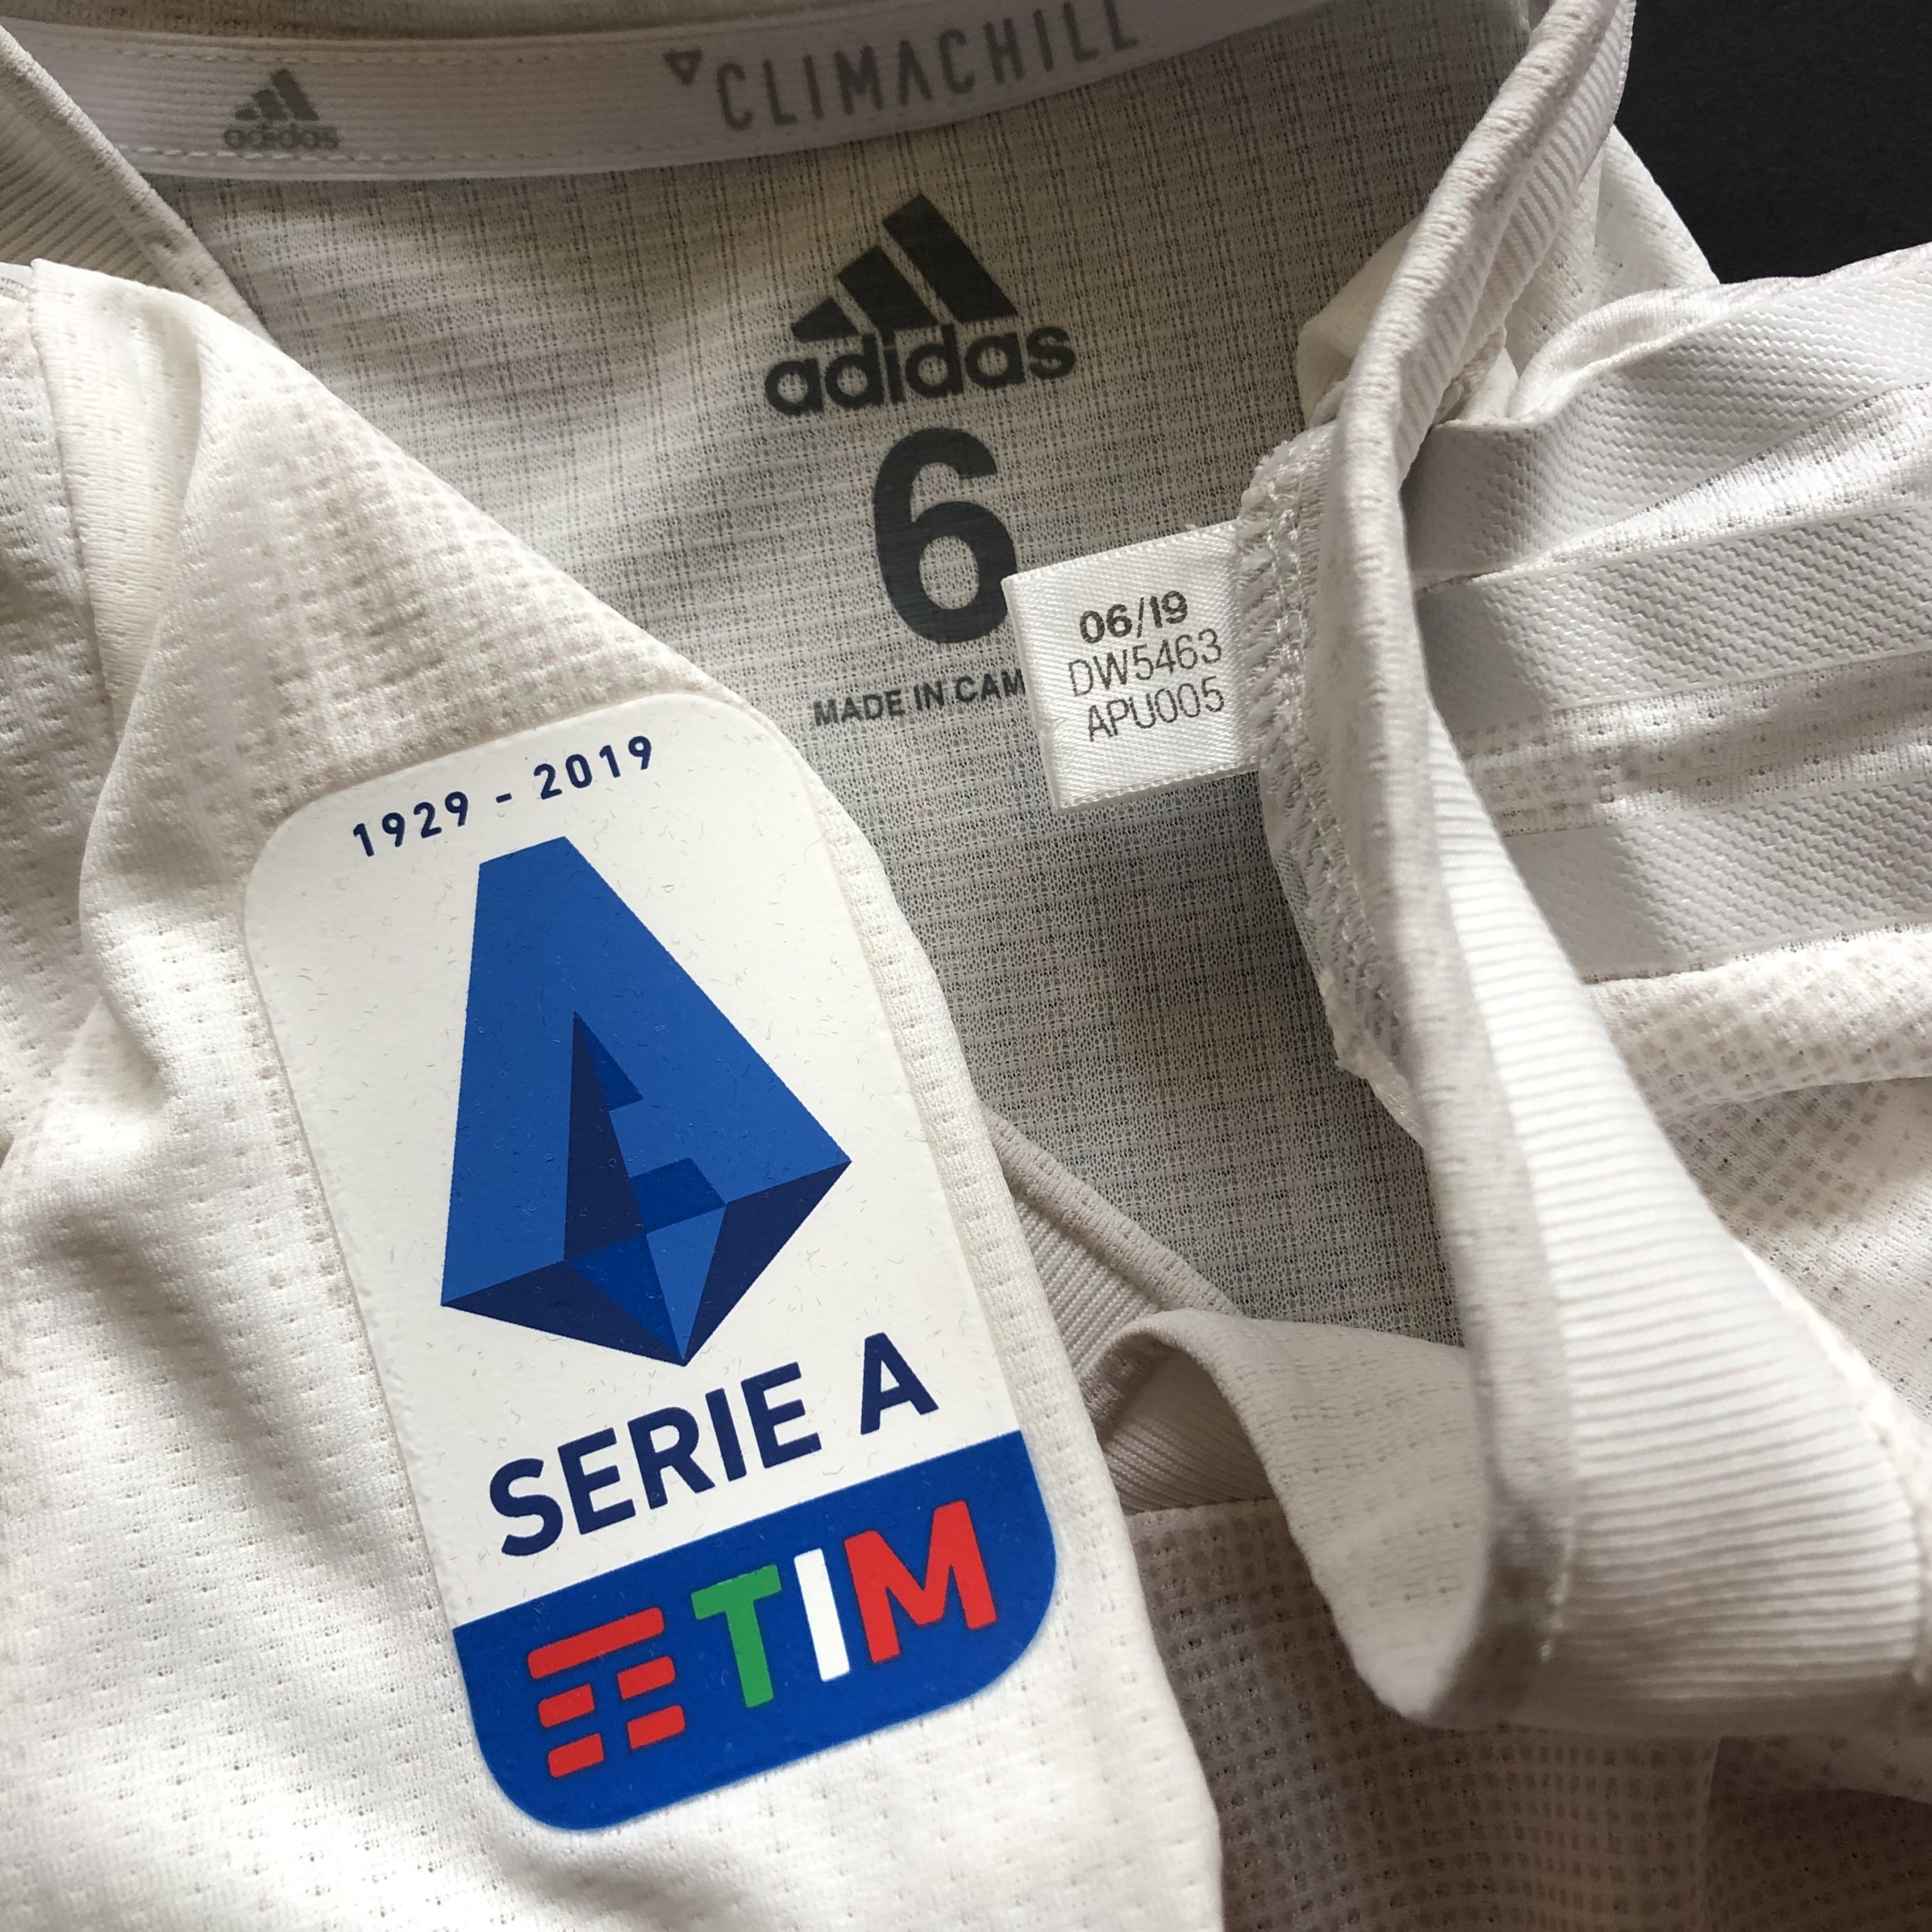 adidas
CLIMACHILL
adidas
6
MADE IN CAM
06/19
DW5463
APU005
1929 - 2019
SERIE A
TIM